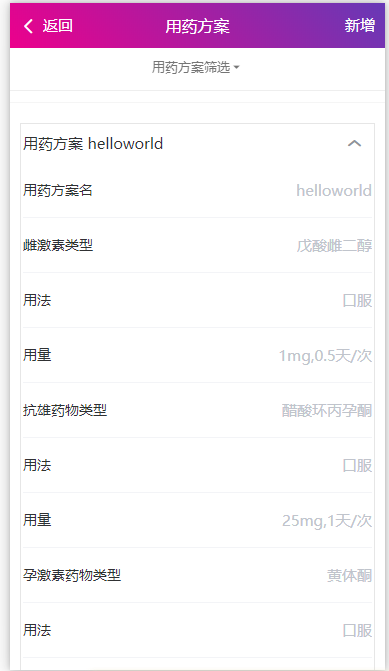 返回 用药方案 新增
用药方案筛选
用药方案 helloworld
用药方案名 helloworld
雌激素类型 戊酸雌二醇
用法 口服
用量 1mg,0.5天/次
抗雄药物类型 醋酸环丙孕酮
用法 口服
用量 25mg,1天/次
孕激素药物类型 黄体酮
用法 口服